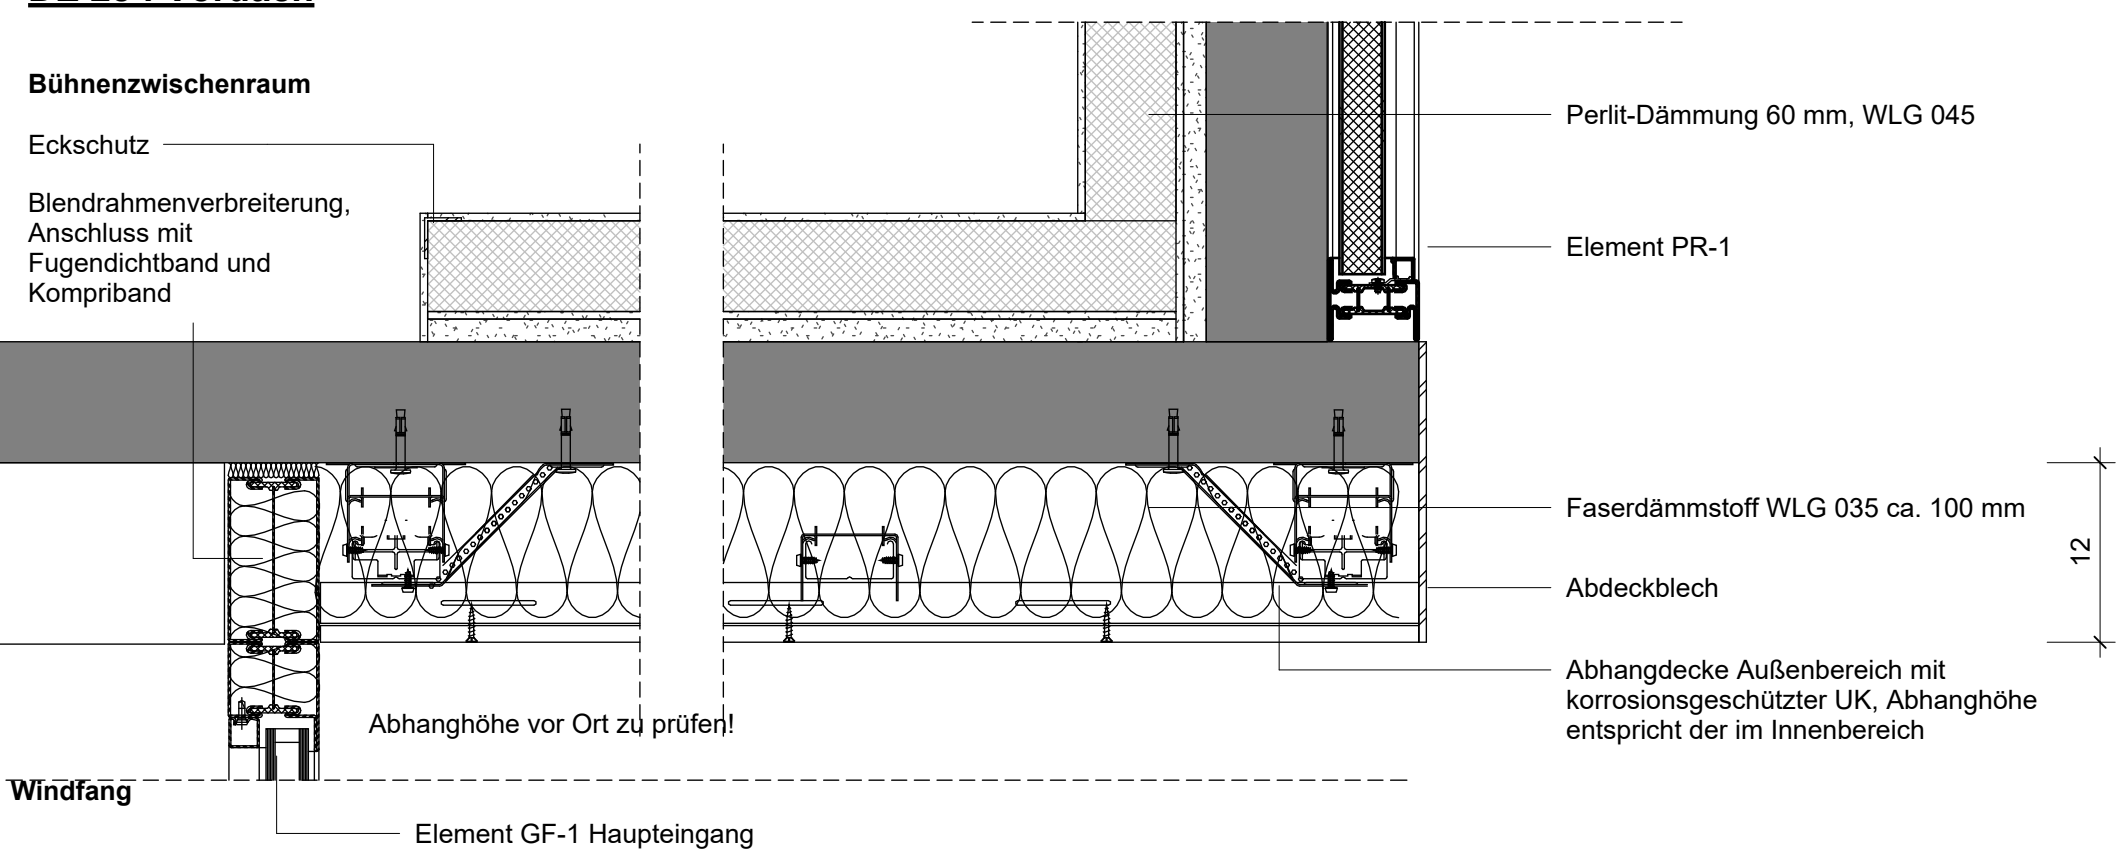 Bühnenzwischenraum
Eckschutz
Blendrahmenverbreiterung,
Anschluss mit
Fugendichtband und
Kompriband
Perlit-Dämmung 60 mm, WLG 045
Element PR-1
Faserdämmstoff WLG 035 ca. 100 mm
12
Abdeckblech
Abhangdecke Außenbereich mit
korrosionsgeschützter UK, Abhanghöhe
entspricht der im Innenbereich
Abhanghöhe vor Ort zu prüfen!
Windfang
Element GF-1 Haupteingang